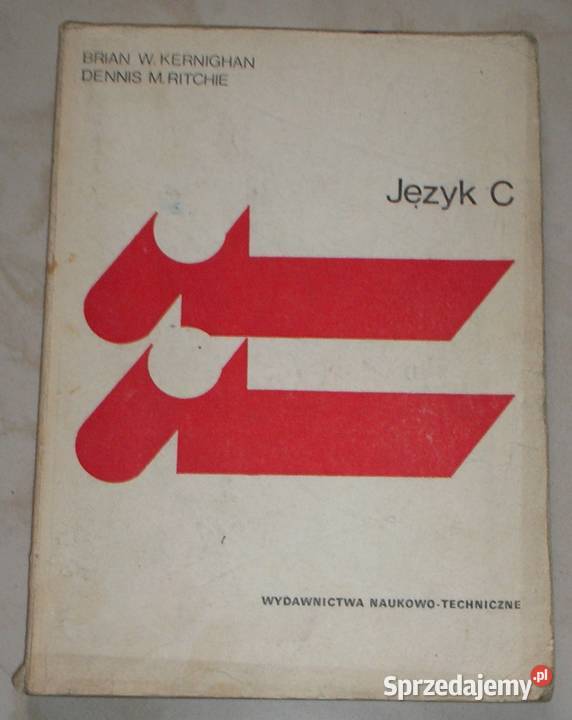 BRIAN W. KERNIGHAN
DENNIS M. RITCHIE
Język C
WYDAWNICTWA NAUKOWO-TECHNICZNE
Sprzedajemy.pl